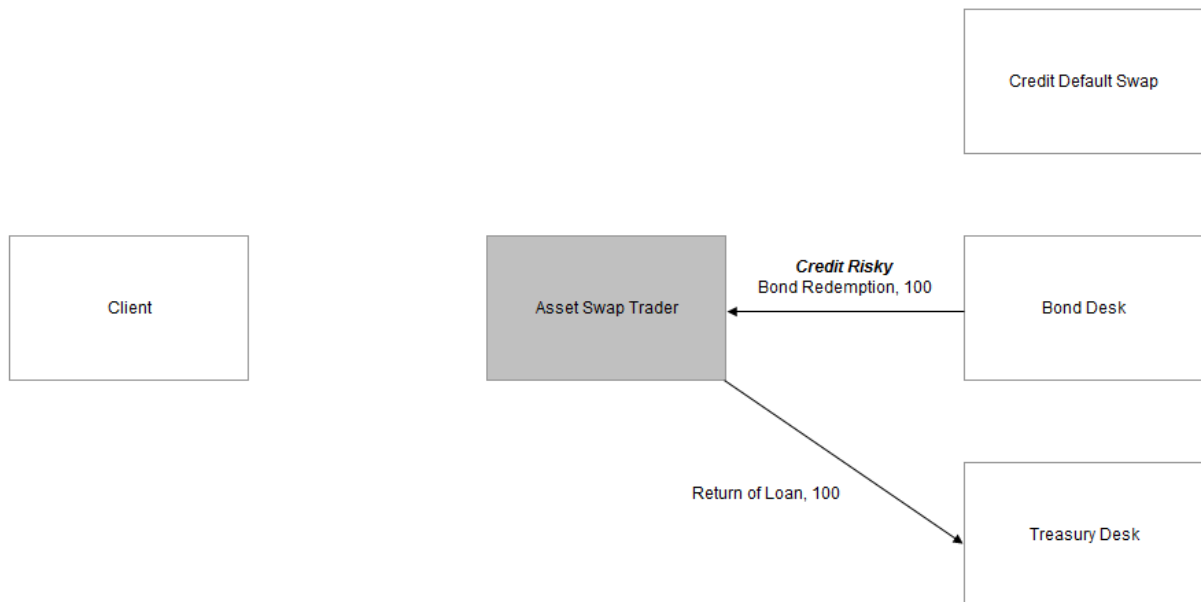 Credit Default Swap
Client
Asset Swap Trader
Credit Risky
Bond Redemption, 100
Bond Desk
Return of Loan, 100
Treasury Desk